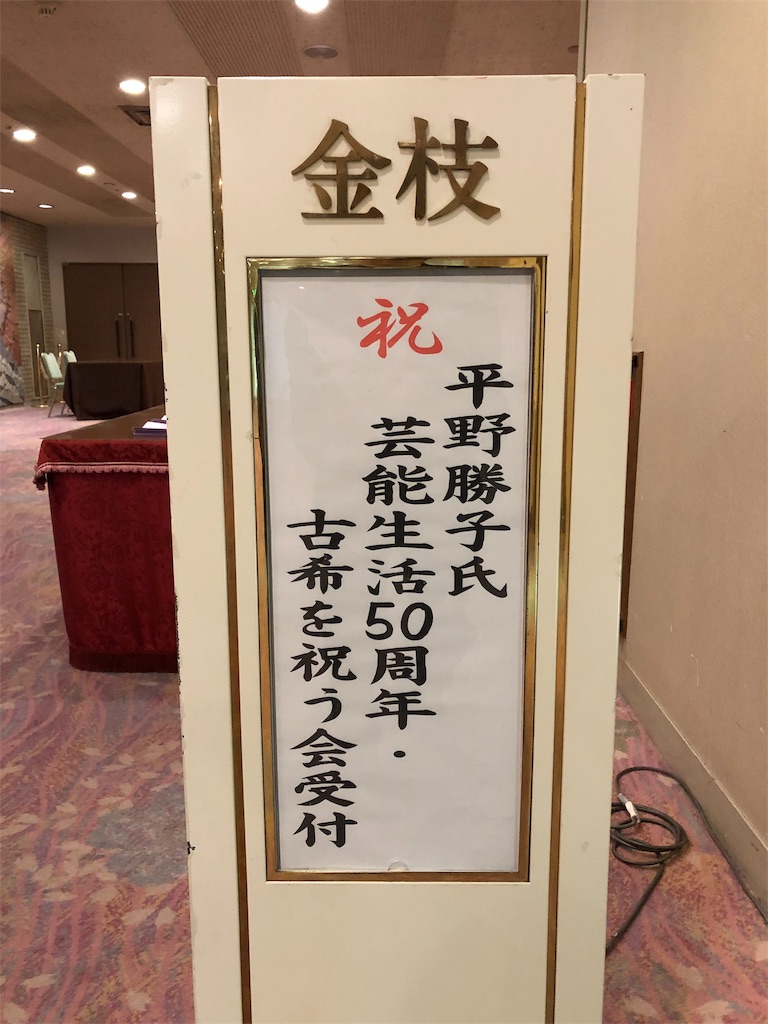 金枝
祝
平野勝子氏
芸能生活50周年・
古希を祝う会受付